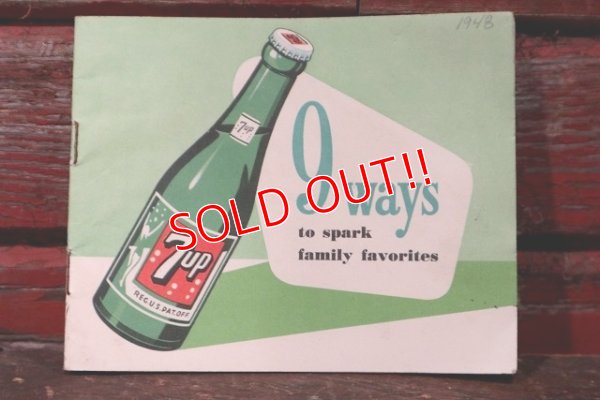 1948
7up
9 ways
SOLD OUT!!
to spark
family favorites
7up
REG.U.S.PAT.OFF.